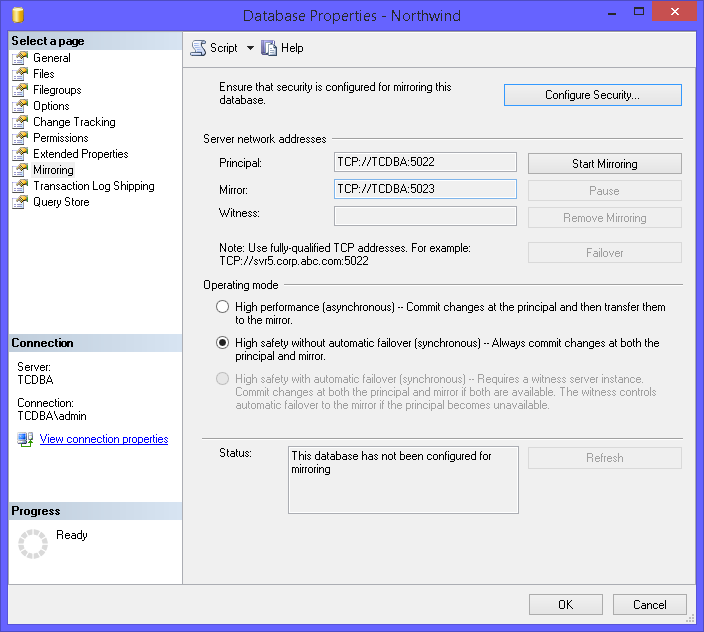 Database Properties - Northwind
Select a page
General
Files
Filegroups
Options
Change Tracking
Permissions
Extended Properties
Mirroring
Transaction Log Shipping
Query Store
Connection
Server:
TCDBA
Connection:
TCDBA\admin
View connection properties
Progress
Ready
Script
Help
Ensure that security is configured for mirroring this
database.
Configure Security...
Server network addresses
Principal:
TCP://TCDBA:5022
Start Mirroring
Mirror:
TCP://TCDBA:5023
Pause
Witness:
Remove Mirroring
Note: Use fully-qualified TCP addresses. For example:
TCP://svr5.corp.abc.com:5022
Failover
Operating mode
High performance (asynchronous) -- Commit changes at the principal and then transfer them
to the mirror.
High safety without automatic failover (synchronous) -- Always commit changes at both the
principal and mirror.
High safety with automatic failover (synchronous) -- Requires a witness server instance.
Commit changes at both the principal and mirror if both are available. The witness controls
automatic failover to the mirror if the principal becomes unavailable.
Status:
This database has not been configured for
mirroring
Refresh
OK
Cancel